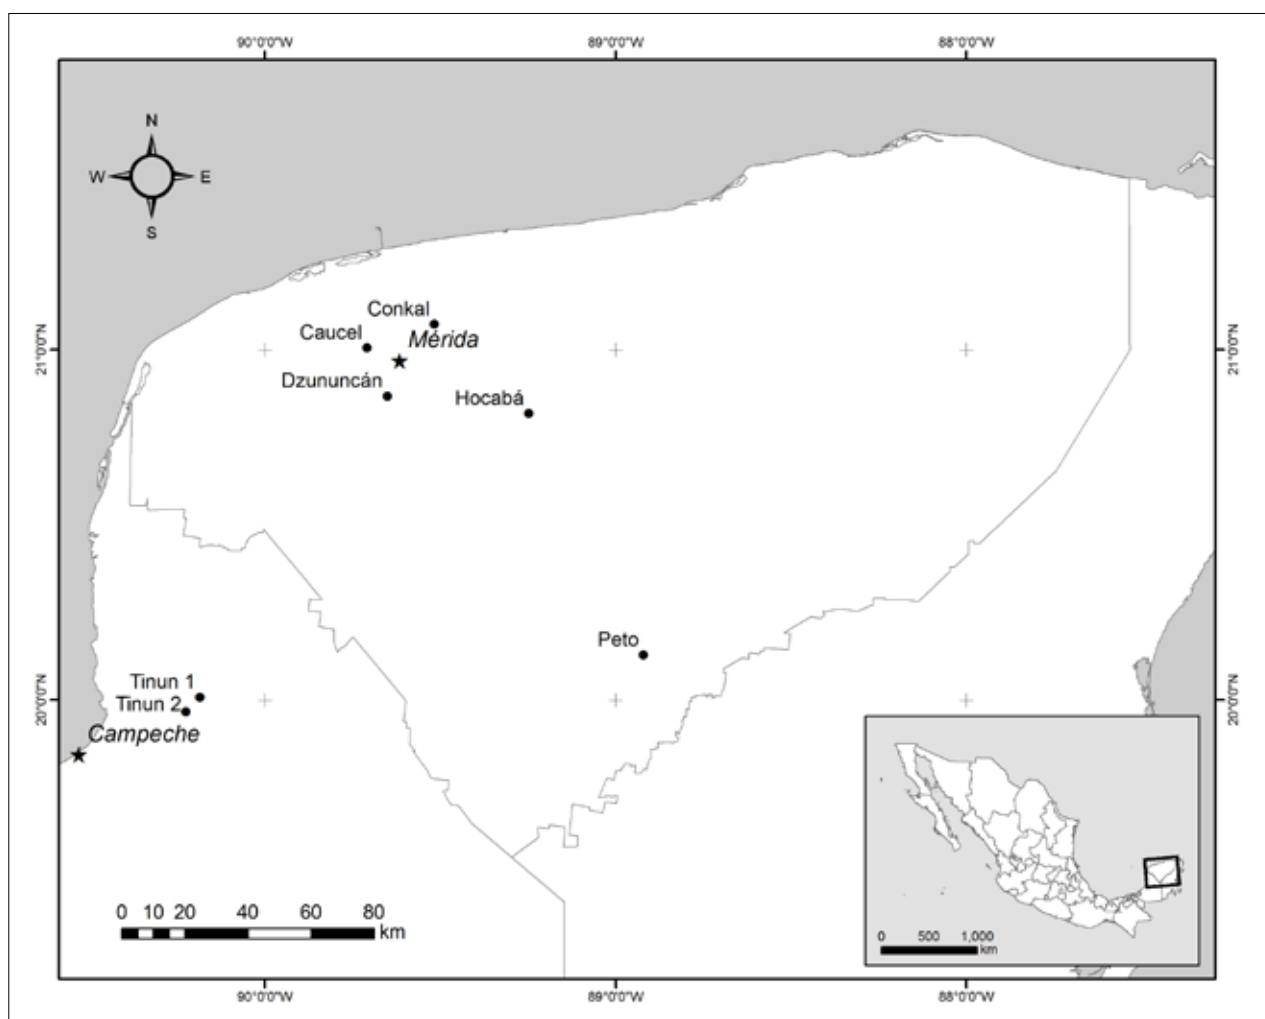 90°0'0"W 89°0'0"W 88°0'0"W
N
W E
S
Conkal
Caucel Mérida
21°0'0"N 21°0'0"N
Dzununcán
Hocabá
Peto
Tinun 1
20°0'0"N 20°0'0"N
Tinun 2
Campeche
0 10 20 40 60 80
km
0 500 1,000
km
90°0'0"W 89°0'0"W 88°0'0"W